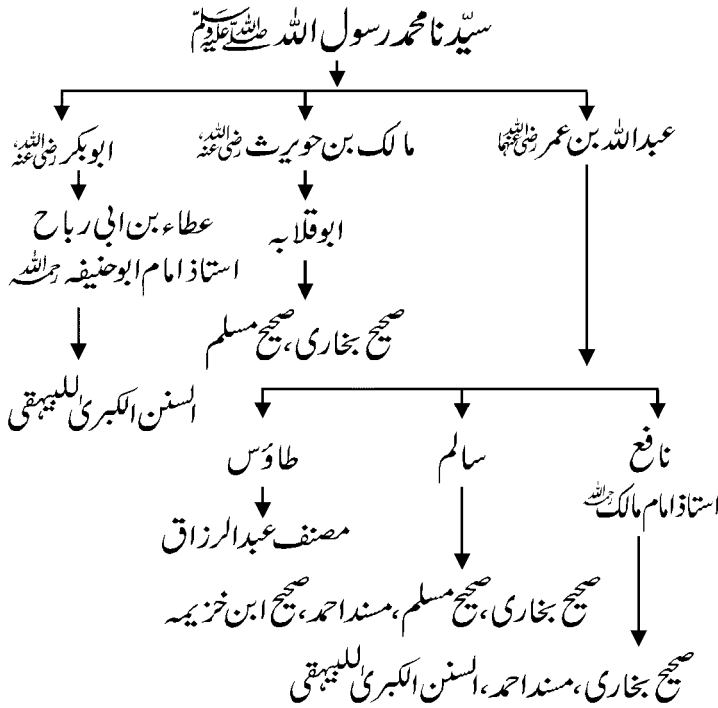 سیّدنا محمد رسول اللہ ﷺ
عبداللہ بن عمر رضی اللہ عنہما
مالک بن حویرث رضی اللہ عنہ
ابوبکر رضی اللہ عنہ
ابوقلابہ
عطاء بن ابی رباح
استاذ امام ابوحنیفہ رحمہ اللہ
صحیح بخاری، صحیح مسلم
السنن الکبریٰ للبیہقی
نافع
استاذ امام مالک رحمہ اللہ
سالم
طاؤس
مصنف عبدالرزاق
صحیح بخاری، صحیح مسلم، مسند احمد، صحیح ابن خزیمہ
صحیح بخاری، مسند احمد، السنن الکبریٰ للبیہقی